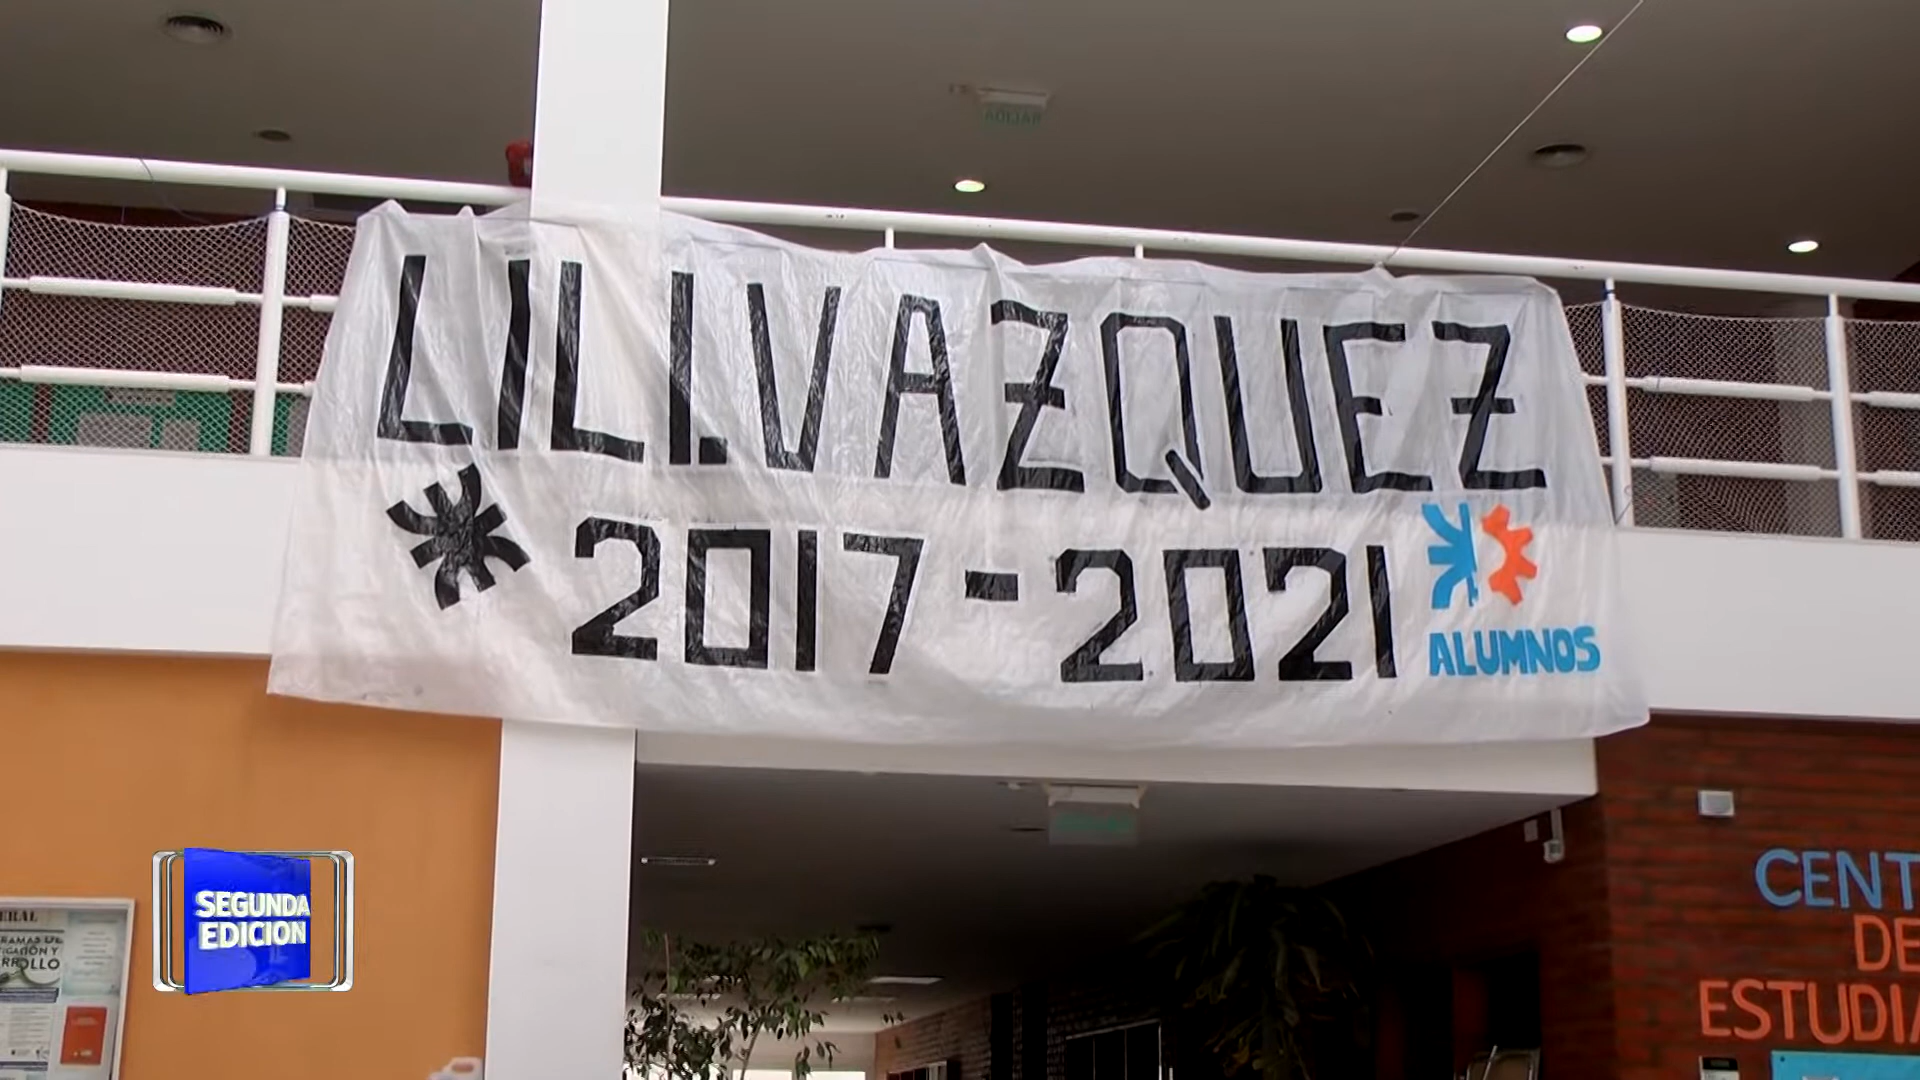 LILI.VAZQUEZ
2017-2021
ALUMNOS
SEGUNDA
EDICION
CENT
DE
ESTUDIA